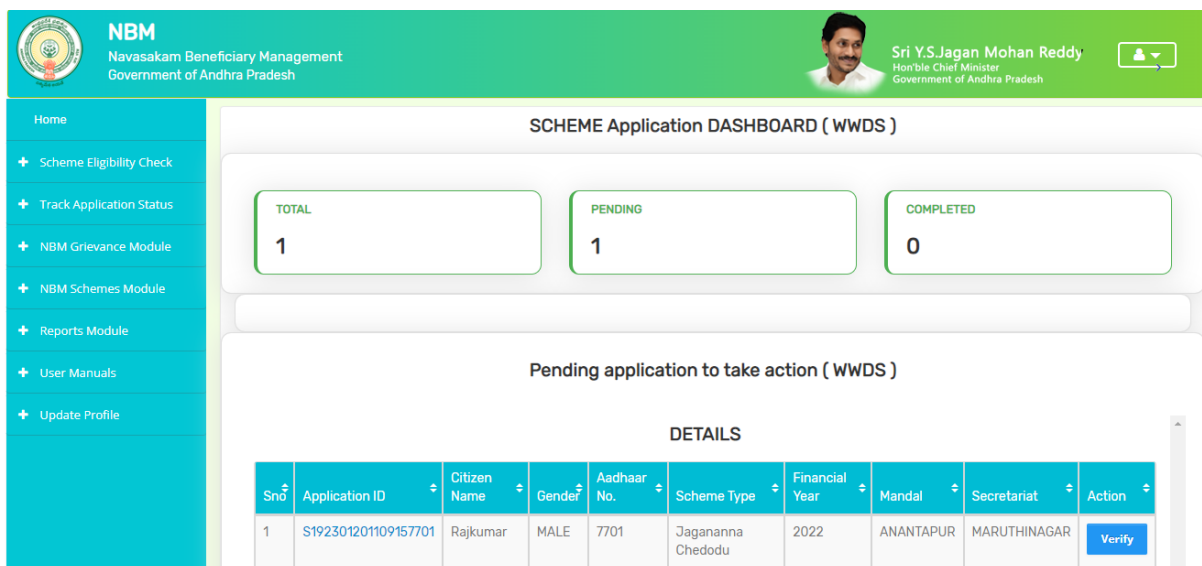 NBM
Navasakam Beneficiary Management
Government of Andhra Pradesh
Sri Y.S.Jagan Mohan Reddy
Hon'ble Chief Minister
Government of Andhra Pradesh
Home
Scheme Eligibility Check
Track Application Status
NBM Grievance Module
NBM Schemes Module
Reports Module
User Manuals
Update Profile
SCHEME Application DASHBOARD ( WWDS )
TOTAL
1
PENDING
1
COMPLETED
0
Pending application to take action ( WWDS )
DETAILS
Sno Application ID Citizen Name Gender Aadhaar No. Scheme Type Financial Year Mandal Secretariat Action
1 S192301201109157701 Rajkumar MALE 7701 Jagananna Chedodu 2022 ANANTAPUR MARUTHINAGAR Verify